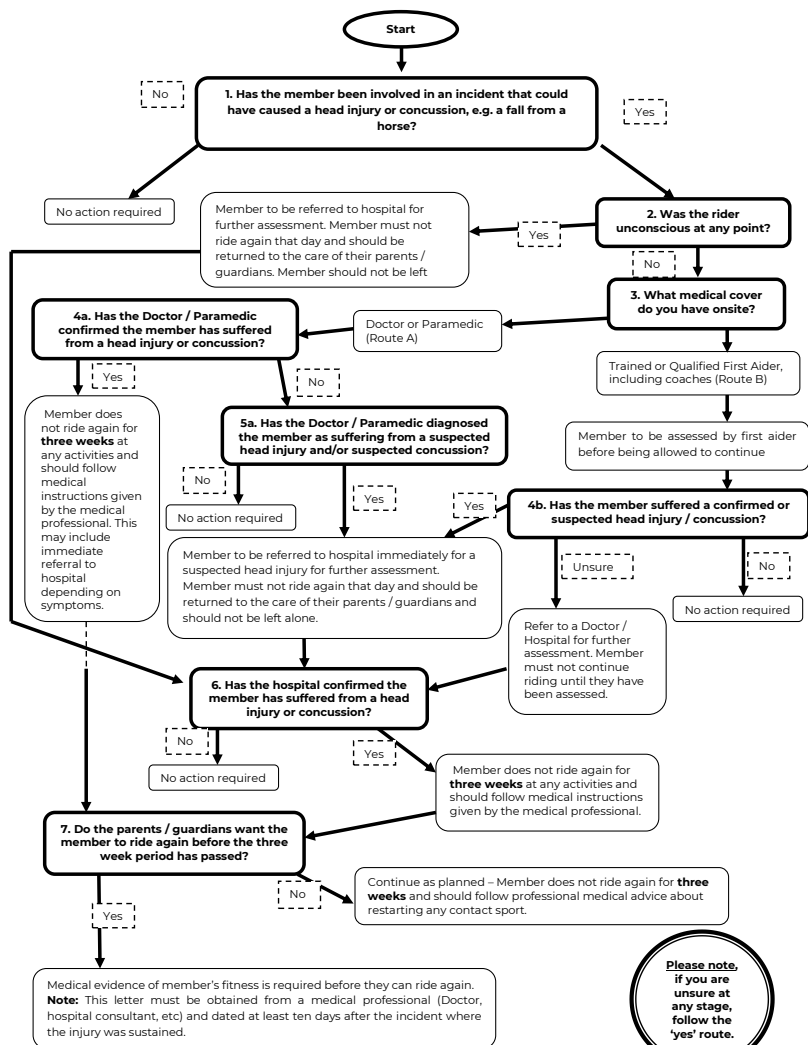 Start
No
1. Has the member been involved in an incident that could
have caused a head injury or concussion, e.g. a fall from a
horse?
Yes
No action required
Member to be referred to hospital for
further assessment. Member must not
ride again that day and should be
returned to the care of their parents /
guardians. Member should not be left
Yes
2. Was the rider
unconscious at any point?
No
3. What medical cover
do you have onsite?
4a. Has the Doctor / Paramedic
confirmed the member has suffered
from a head injury or concussion?
Doctor or Paramedic
(Route A)
Trained or Qualified First Aider,
including coaches (Route B)
Yes
No
Member does
not ride again for
three weeks at
any activities and
should follow
medical
instructions given
by the medical
professional. This
may include
immediate
referral to
hospital
depending on
symptoms.
5a. Has the Doctor / Paramedic diagnosed
the member as suffering from a suspected
head injury and/or suspected concussion?
Member to be assessed by first aider
before being allowed to continue
No
Yes
Yes
4b. Has the member suffered a confirmed or
suspected head injury / concussion?
No action required
Unsure
No
Member to be referred to hospital immediately for a
suspected head injury for further assessment.
Member must not ride again that day and should be
returned to the care of their parents / guardians and
should not be left alone.
No action required
Refer to a Doctor /
Hospital for further
assessment. Member
must not continue
riding until they have
been assessed.
6. Has the hospital confirmed the
member has suffered from a head
injury or concussion?
No
Yes
No action required
Member does not ride again for
three weeks at any activities and
should follow medical instructions
given by the medical professional.
7. Do the parents / guardians want the
member to ride again before the three
week period has passed?
No
Yes
Continue as planned – Member does not ride again for three
weeks and should follow professional medical advice about
restarting any contact sport.
Medical evidence of member's fitness is required before they can ride again.
Note: This letter must be obtained from a medical professional (Doctor,
hospital consultant, etc) and dated at least ten days after the incident where
the injury was sustained.
Please note,
if you are
unsure at
any stage,
follow the
'yes' route.